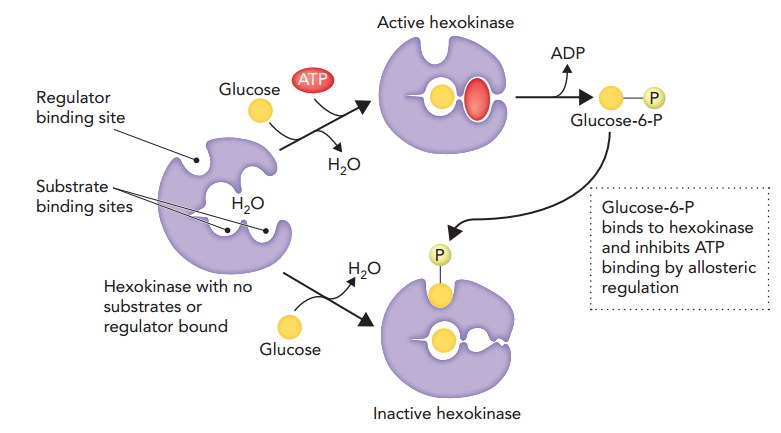 Active hexokinase
ADP
ATP
Glucose
Regulator
binding site
P
Glucose-6-P
H₂O
Substrate
binding sites
H₂O
Glucose-6-P
binds to hexokinase
and inhibits ATP
binding by allosteric
regulation
P
H₂O
Hexokinase with no
substrates or
regulator bound
Glucose
Inactive hexokinase